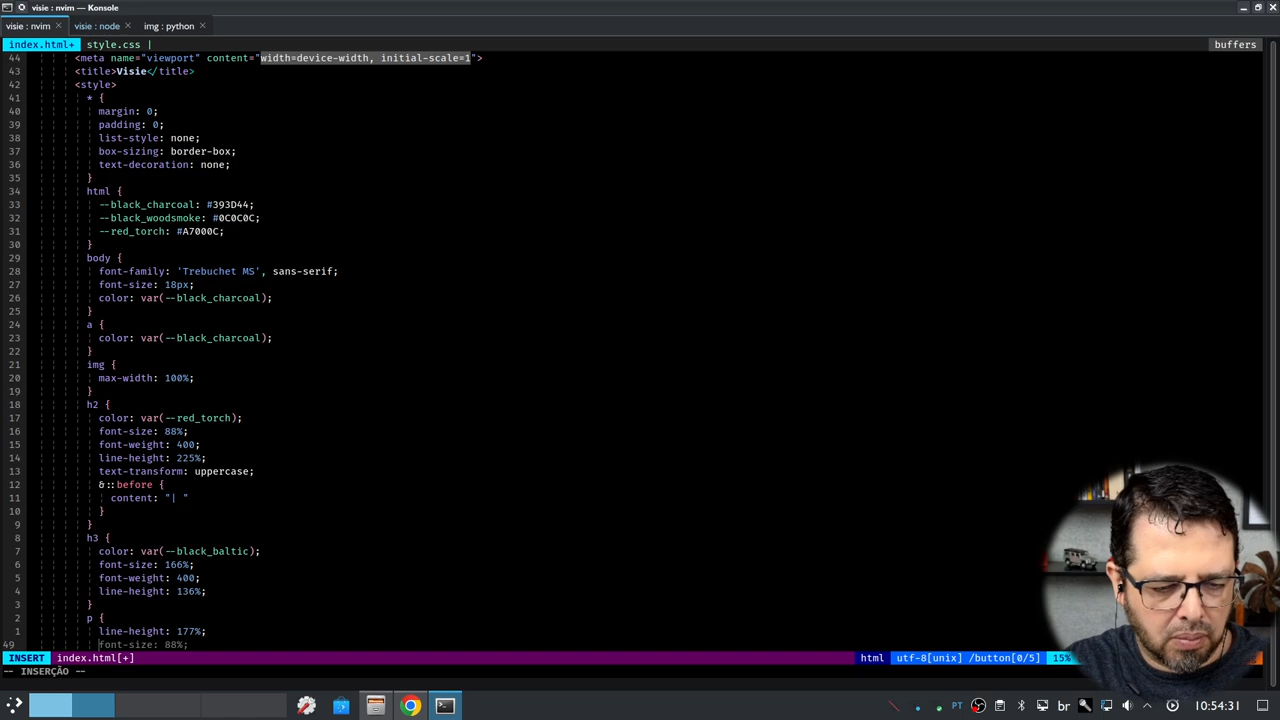 visie : nvim — Konsole
visie : nvim visie : node img : python
index.html+ style.css | buffers
44 <meta name="viewport" content="width=device-width, initial-scale=1">
43 <title>Visie</title>
42 <style>
41 * {
40 margin: 0;
39 padding: 0;
38 list-style: none;
37 box-sizing: border-box;
36 text-decoration: none;
35 }
34 html {
33 --black_charcoal: #393D44;
32 --black_woodsmoke: #0C0C0C;
31 --red_torch: #A7000C;
30 }
29 body {
28 font-family: 'Trebuchet MS', sans-serif;
27 font-size: 18px;
26 color: var(--black_charcoal);
25 }
24 a {
23 color: var(--black_charcoal);
22 }
21 img {
20 max-width: 100%;
19 }
18 h2 {
17 color: var(--red_torch);
16 font-size: 88%;
15 font-weight: 400;
14 line-height: 225%;
13 text-transform: uppercase;
12 &::before {
11 content: "| "
10 }
9 }
8 h3 {
7 color: var(--black_baltic);
6 font-size: 166%;
5 font-weight: 400;
4 line-height: 136%;
3 }
2 p {
1 line-height: 177%;
49 font-size: 88%;
INSERT index.html[+] html utf-8[unix] /button[0/5] 15%
-- INSERÇÃO --
PT br 10:54:31